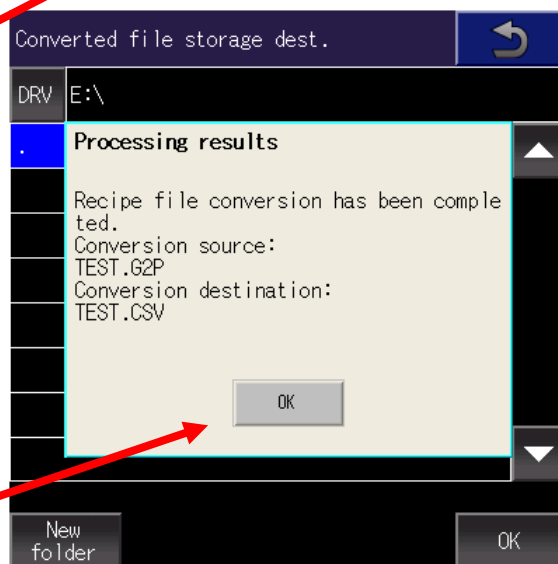 Converted file storage dest.
DRV E:\
.
Processing results
Recipe file conversion has been comple
ted.
Conversion source:
TEST.G2P
Conversion destination:
TEST.CSV
OK
New
folder
OK